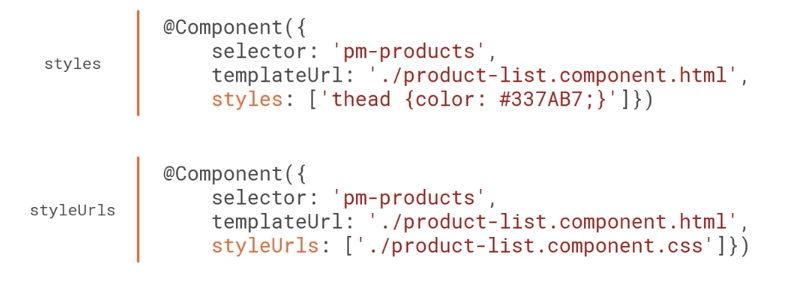 styles
@Component({
    selector: 'pm-products',
    templateUrl: './product-list.component.html',
    styles: ['thead {color: #337AB7;}']})
styleUrls
@Component({
    selector: 'pm-products',
    templateUrl: './product-list.component.html',
    styleUrls: ['./product-list.component.css']})